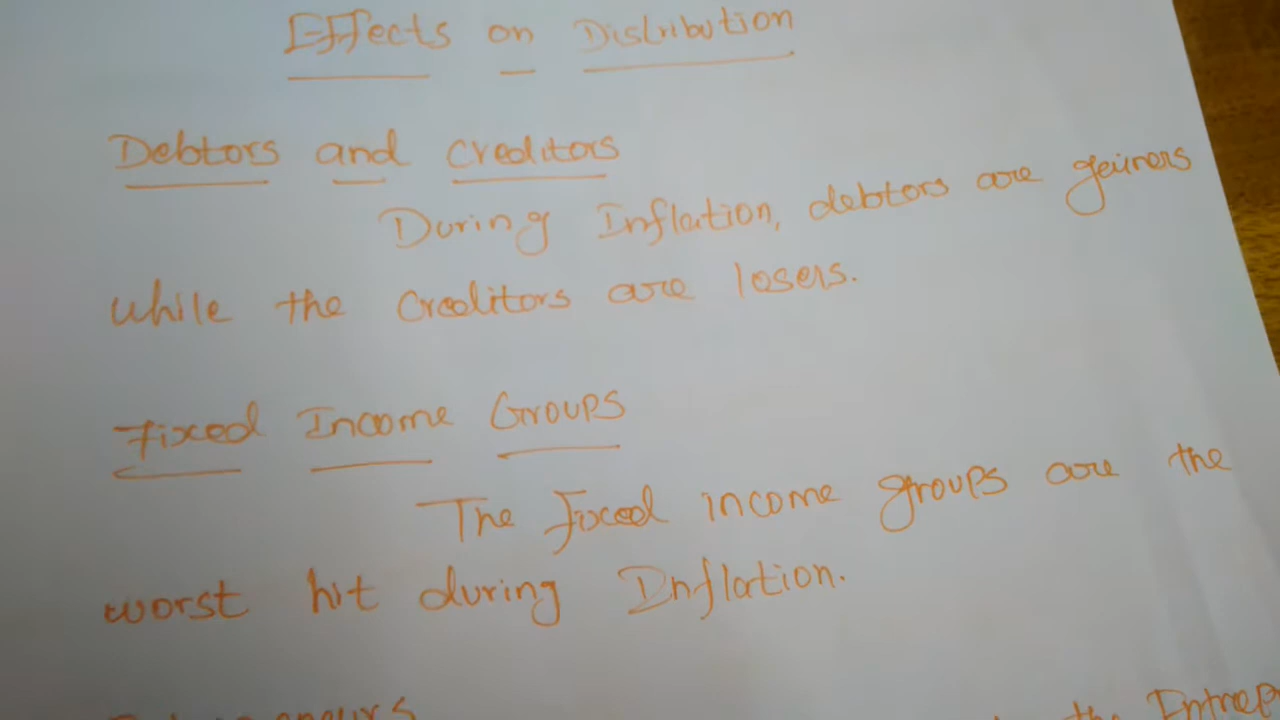 Effects on Distribution
Debtors and Creditors
During Inflation, debtors are gainers
while the Creditors are losers.
Fixed Income Groups
The fixed income groups are the
worst hit during Inflation.
the